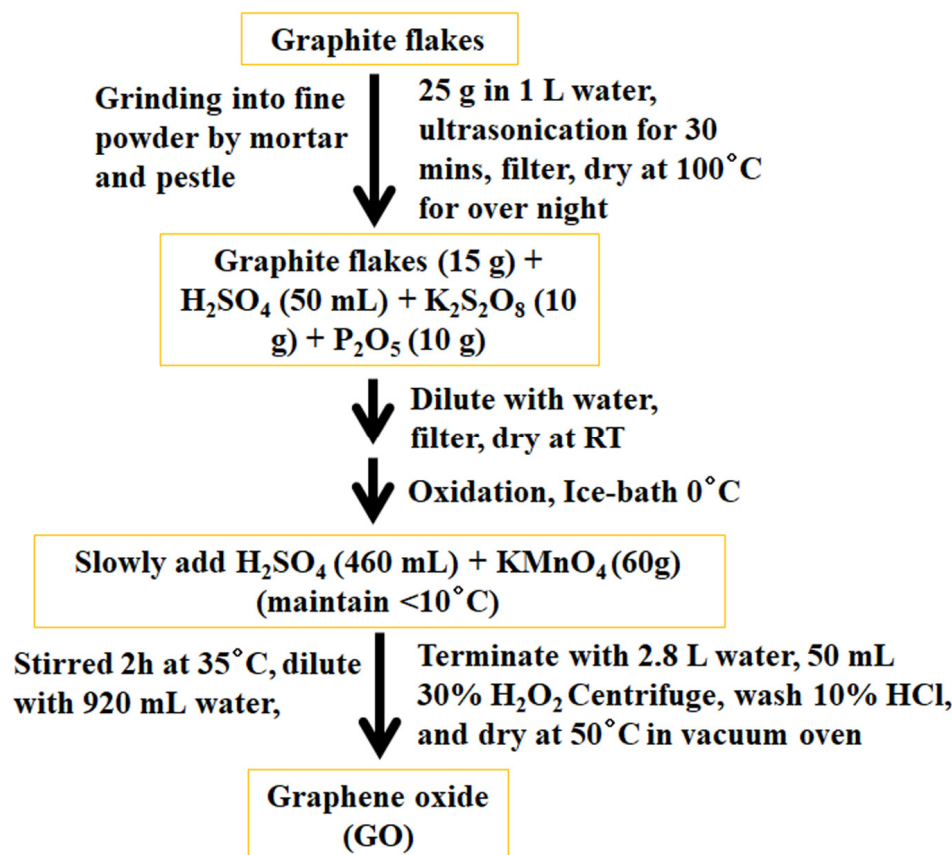 Graphite flakes
Grinding into fine
powder by mortar
and pestle
25 g in 1 L water,
ultrasonication for 30
mins, filter, dry at 100°C
for over night
Graphite flakes (15 g) +
H₂SO₄ (50 mL) + K₂S₂O₈ (10
g) + P₂O₅ (10 g)
Dilute with water,
filter, dry at RT
Oxidation, Ice-bath 0°C
Slowly add H₂SO₄ (460 mL) + KMnO₄ (60g)
(maintain <10°C)
Stirred 2h at 35°C, dilute
with 920 mL water,
Terminate with 2.8 L water, 50 mL
30% H₂O₂ Centrifuge, wash 10% HCl,
and dry at 50°C in vacuum oven
Graphene oxide
(GO)